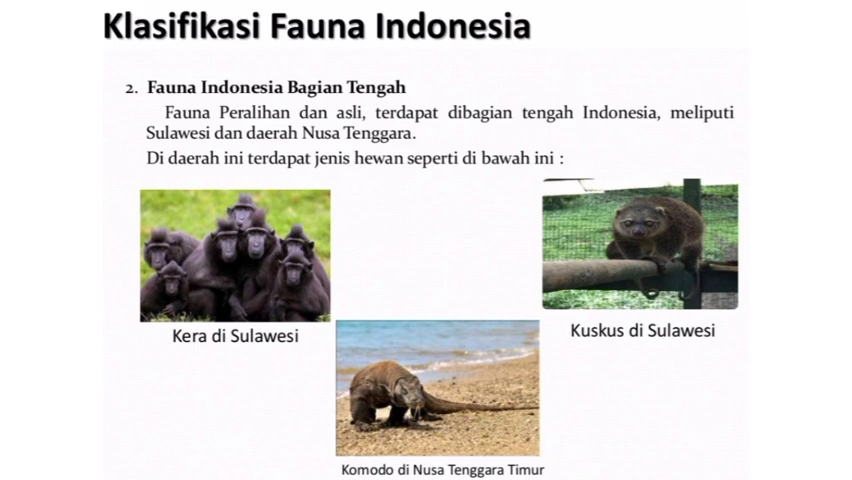 Klasifikasi Fauna Indonesia
2. Fauna Indonesia Bagian Tengah
Fauna Peralihan dan asli, terdapat dibagian tengah Indonesia, meliputi
Sulawesi dan daerah Nusa Tenggara.
Di daerah ini terdapat jenis hewan seperti di bawah ini :
Kera di Sulawesi
Kuskus di Sulawesi
Komodo di Nusa Tenggara Timur